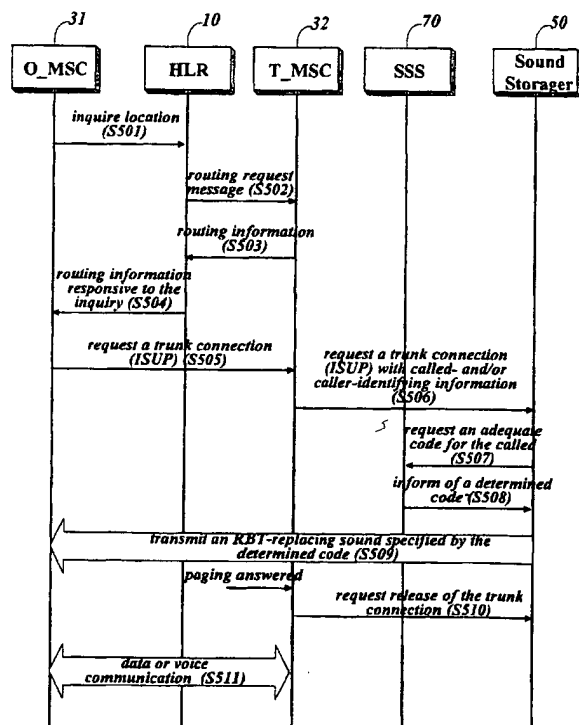 31
10
32
70
50
O_MSC
HLR
T_MSC
SSS
Sound
Storager
inquire location
(S501)
routing request
message (S502)
routing information
(S503)
routing information
responsive to the
inquiry (S504)
request a trunk connection
(ISUP) (S505)
request a trunk connection
(ISUP) with called- and/or
caller-identifying information
(S506)
request an adequate
code for the called
(S507)
inform of a determined
code (S508)
transmit an RBT-replacing sound specified by the
determined code (S509)
paging answered
request release of the trunk
connection (S510)
data or voice
communication (S511)